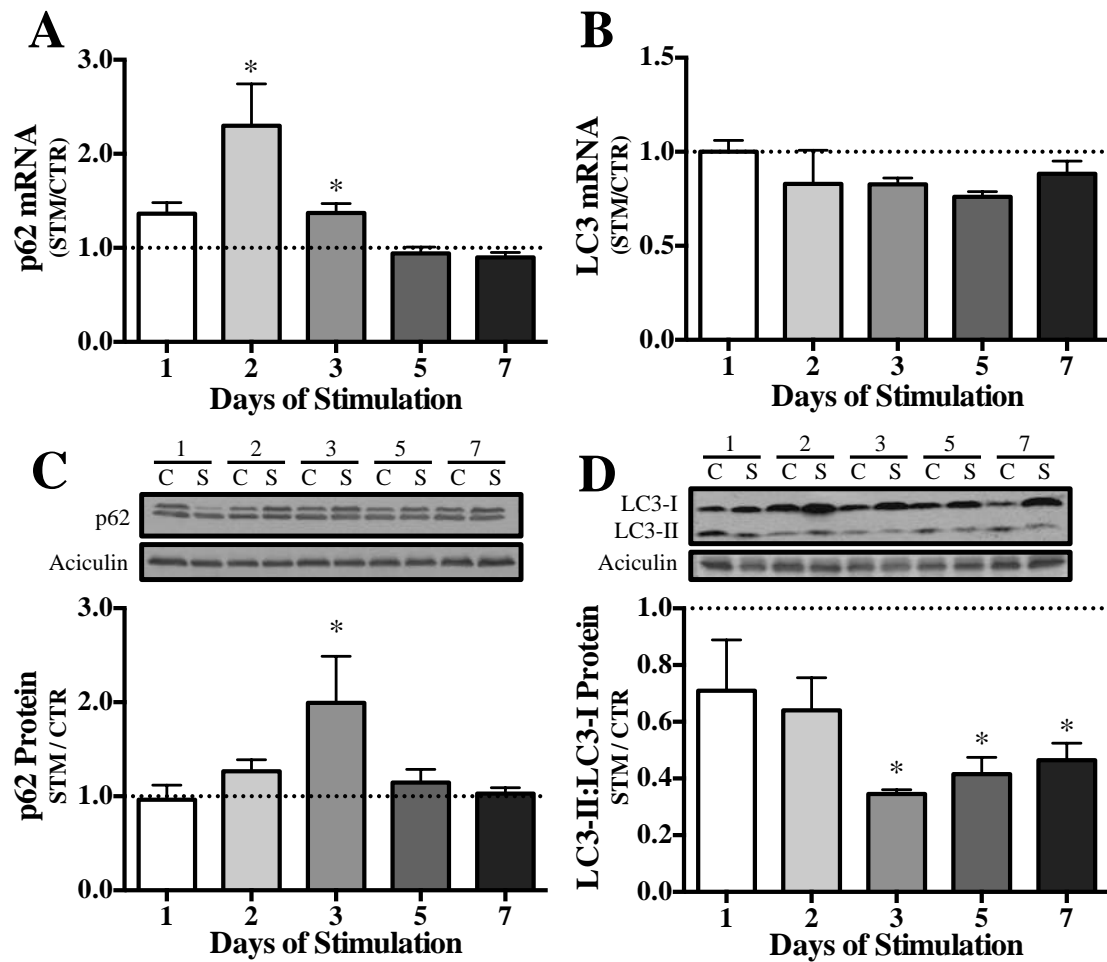 A
p62 mRNA
(STM/CTR)
3.0
2.0
1.0
0.0
*
*
1 2 3 5 7
Days of Stimulation
B
LC3 mRNA
(STM/CTR)
1.5
1.0
0.5
0.0
1 2 3 5 7
Days of Stimulation
C
1 2 3 5 7
C S C S C S C S C S
p62
Aciculin
p62 Protein
STM / CTR
3.0
2.0
1.0
0.0
*
1 2 3 5 7
Days of Stimulation
D
1 2 3 5 7
C S C S C S C S C S
LC3-I
LC3-II
Aciculin
LC3-II:LC3-I Protein
STM / CTR
1.0
0.8
0.6
0.4
0.2
0.0
*
*
*
1 2 3 5 7
Days of Stimulation